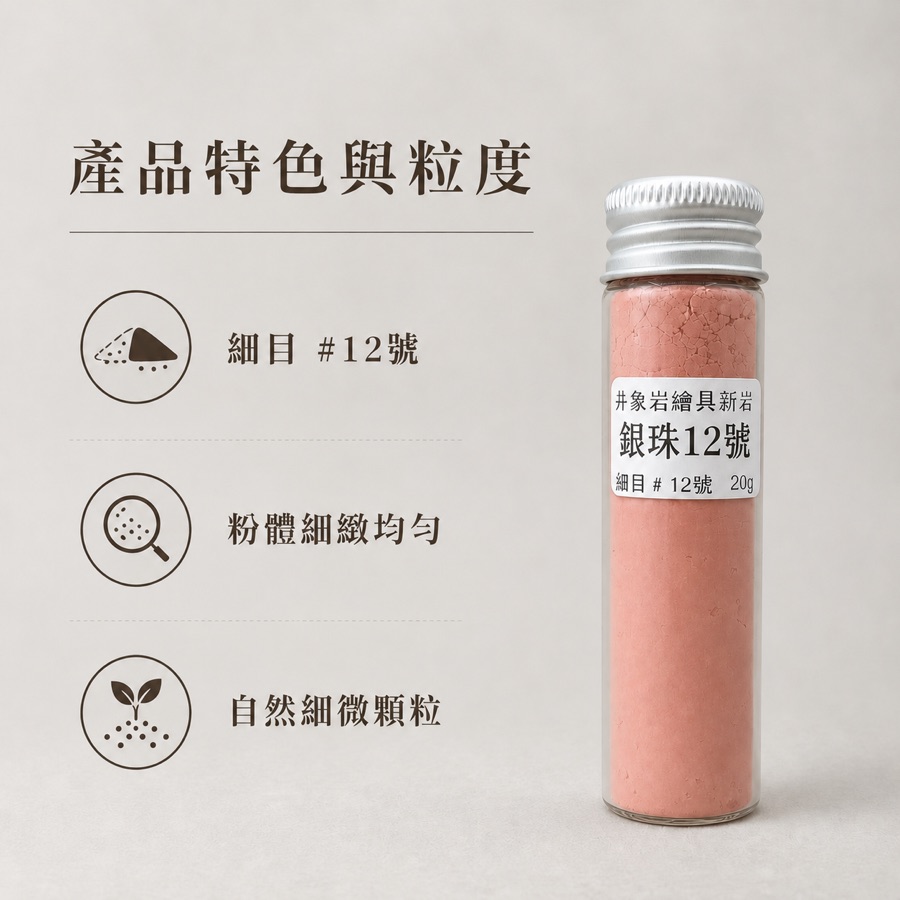 產品特色與粒度
細目 #12號
粉體細緻均勻
自然細微顆粒
井象岩繪具新岩
銀珠12號
細目 # 12號 20g